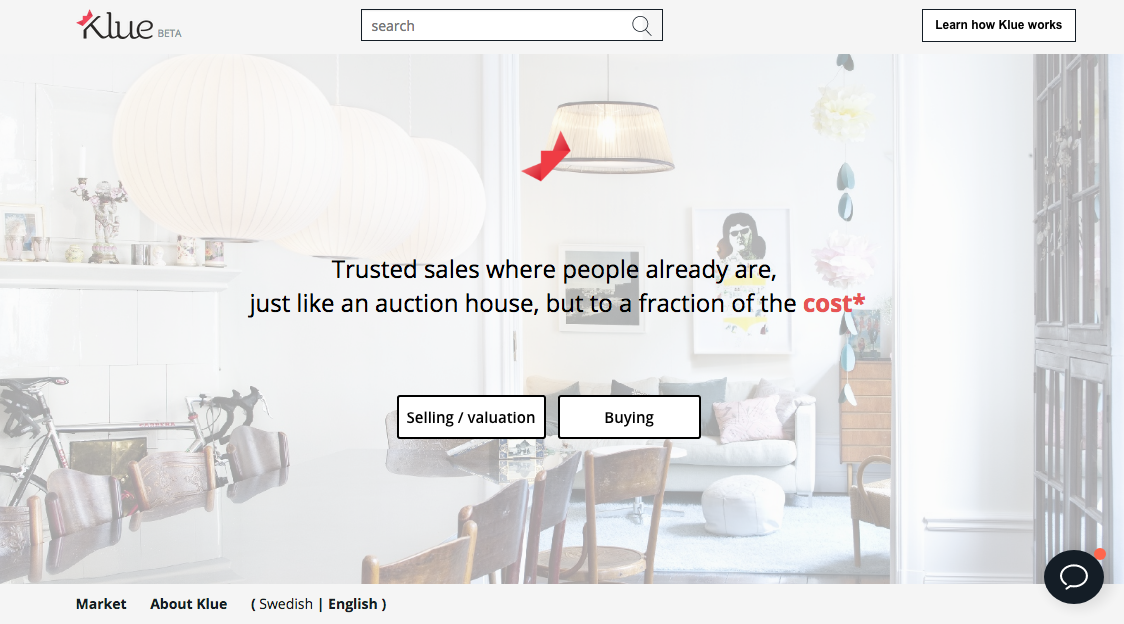 Klue BETA
search
Learn how Klue works
Trusted sales where people already are,
just like an auction house, but to a fraction of the cost*
Selling / valuation
Buying
Market
About Klue
( Swedish | English )